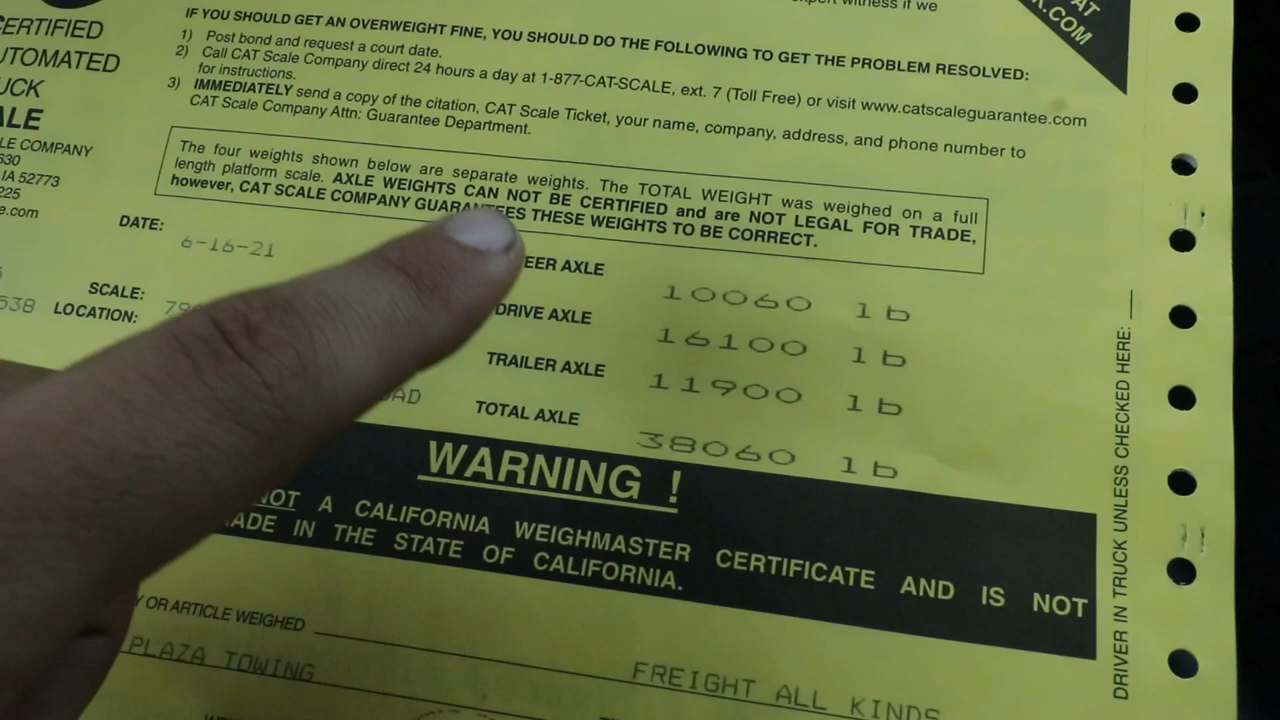 expert witness if we
AT
K.COM
CERTIFIED
AUTOMATED
UCK
ALE
LE COMPANY
630
IA 52773
225
e.com
IF YOU SHOULD GET AN OVERWEIGHT FINE, YOU SHOULD DO THE FOLLOWING TO GET THE PROBLEM RESOLVED:
1) Post bond and request a court date.
2) Call CAT Scale Company direct 24 hours a day at 1-877-CAT-SCALE, ext. 7 (Toll Free) or visit www.catscaleguarantee.com
for instructions.
3) IMMEDIATELY send a copy of the citation, CAT Scale Ticket, your name, company, address, and phone number to
CAT Scale Company Attn: Guarantee Department.
The four weights shown below are separate weights. The TOTAL WEIGHT was weighed on a full
length platform scale. AXLE WEIGHTS CAN NOT BE CERTIFIED and are NOT LEGAL FOR TRADE,
however, CAT SCALE COMPANY GUARANTEES THESE WEIGHTS TO BE CORRECT.
DATE: 6-16-21
EER AXLE 10060 lb
538 SCALE: LOCATION: 79
DRIVE AXLE 16100 lb
TRAILER AXLE 11900 lb
OAD TOTAL AXLE 38060 lb
WARNING !
NOT A CALIFORNIA WEIGHMASTER CERTIFICATE AND IS NOT
ADE IN THE STATE OF CALIFORNIA.
Y OR ARTICLE WEIGHED
PLAZA TOWING FREIGHT ALL KINDS
DRIVER IN TRUCK UNLESS CHECKED HERE: